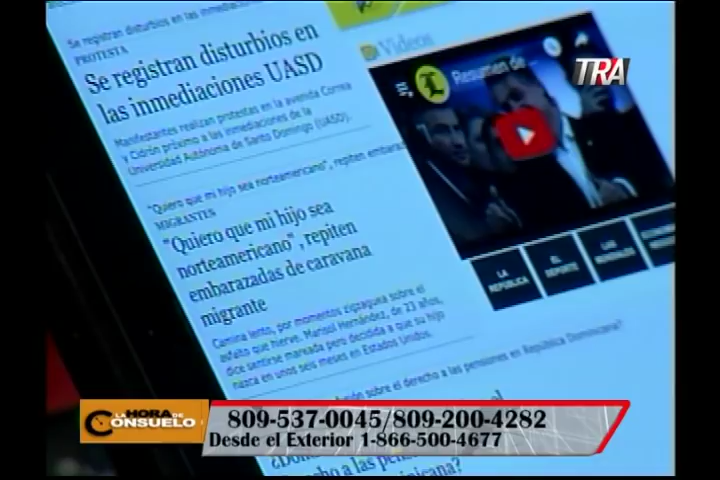 Se registran disturbios en las inmediaciones
PROTESTA
Se registran disturbios en
las inmediaciones UASD
Manifestantes realizan protestas en la avenida Correa
y Cidrón próximo a las inmediaciones de la
Universidad Autónoma de Santo Domingo (UASD).
"Quiero que mi hijo sea norteamericano", repiten
MIGRANTES
"Quiero que mi hijo sea
norteamericano", repiten
embarazadas de caravana
migrante
Camina lento, por momentos zigzaguea sobre el
asfalto que hierve. Marisol Hernández, de 23 años,
dice sentirse mareada pero decidida a que su hijo
nazca en unos seis meses en Estados Unidos.
sobre el derecho a las pensiones en República Dominicana?
Videos
L
Resumen de ...
TRA
LA
REPÚBLICA
EL
DEPORTE
LAS
MUNDIALES
LA HORA DE
CONSUELO
809-537-0045/809-200-4282
Desde el Exterior 1-866-500-4677